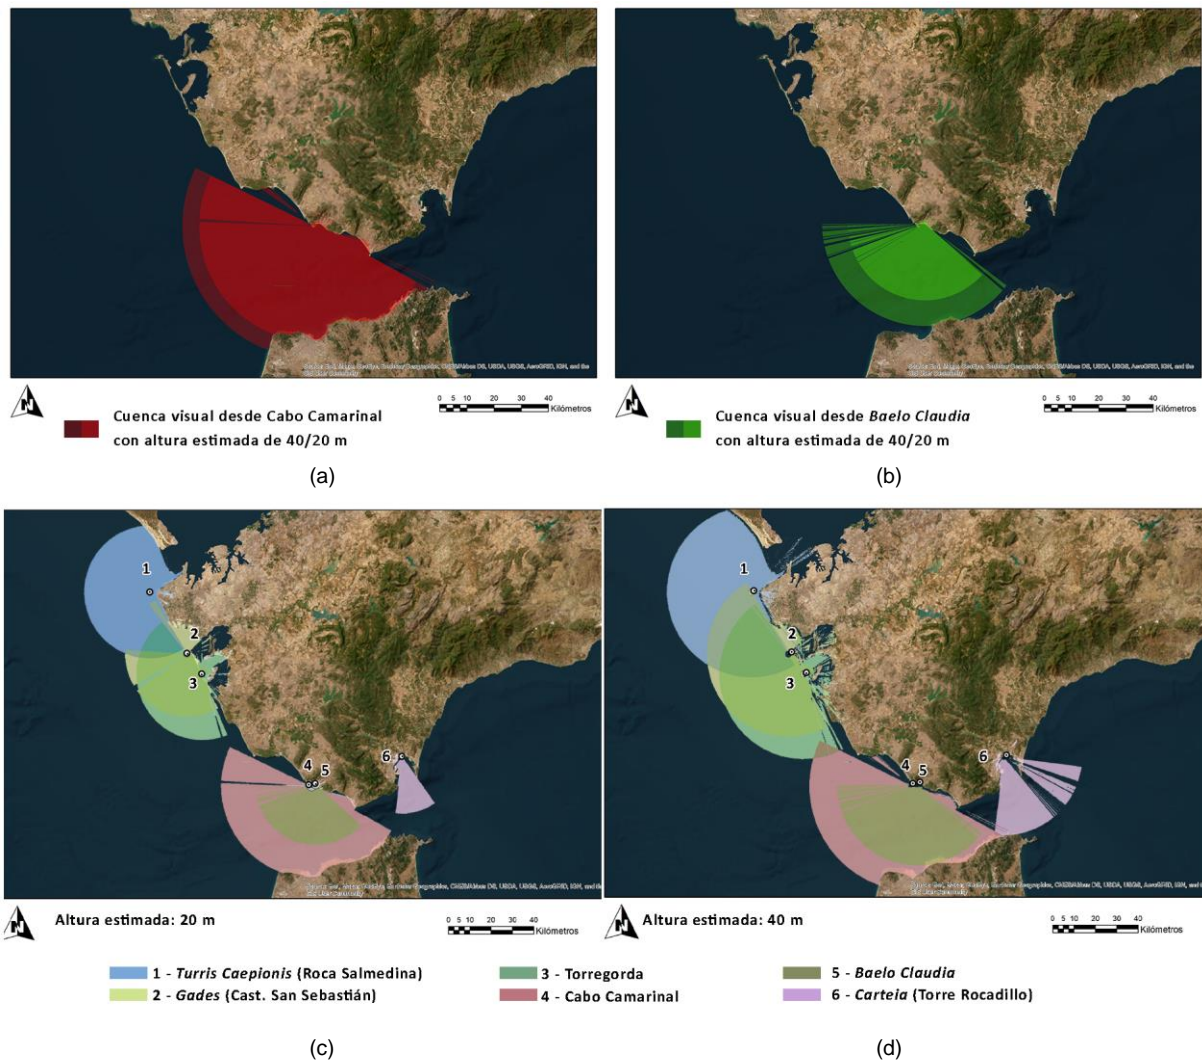 N
Cuenca visual desde Cabo Camarinal
con altura estimada de 40/20 m
0 5 10 20 30 40
Kilómetros
(a)
N
Cuenca visual desde Baelo Claudia
con altura estimada de 40/20 m
0 5 10 20 30 40
Kilómetros
(b)
1
2
3
4
5
6
N
Altura estimada: 20 m
0 5 10 20 30 40
Kilómetros
1
2
3
4
5
6
N
Altura estimada: 40 m
0 5 10 20 30 40
Kilómetros
1 - Turris Caepionis (Roca Salmedina)
2 - Gades (Cast. San Sebastián)
3 - Torregorda
4 - Cabo Camarinal
5 - Baelo Claudia
6 - Carteia (Torre Rocadillo)
(c)
(d)